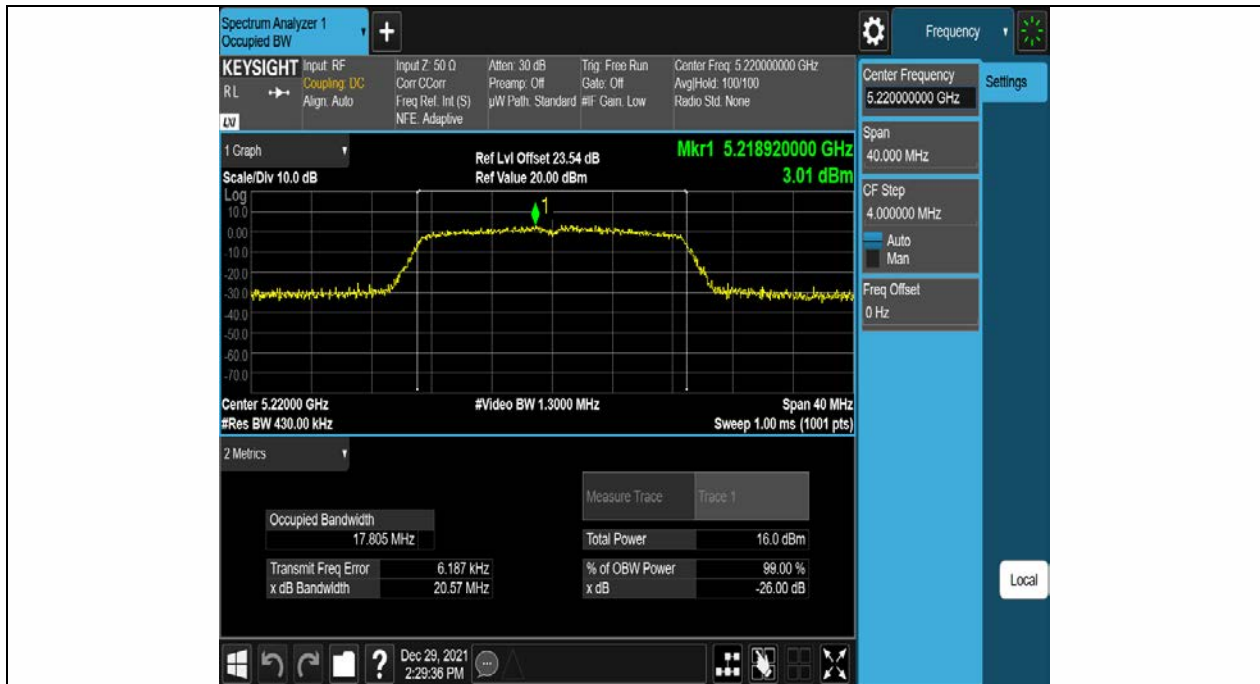 Spectrum Analyzer 1
Occupied BW
+
Frequency
KEYSIGHT
RL
LXI
Input: RF
Coupling: DC
Align: Auto
Input Z: 50 Ω
Corr CCorr
Freq Ref: Int (S)
NFE: Adaptive
Atten: 30 dB
Preamp: Off
µW Path: Standard
Trig: Free Run
Gate: Off
#IF Gain: Low
Center Freq: 5.220000000 GHz
Avg|Hold: 100/100
Radio Std: None
Center Frequency
5.220000000 GHz
Settings
Span
40.000 MHz
CF Step
4.000000 MHz
Auto
Man
Freq Offset
0 Hz
Local
1 Graph
Scale/Div 10.0 dB
Ref Lvl Offset 23.54 dB
Ref Value 20.00 dBm
Mkr1 5.218920000 GHz
3.01 dBm
Log
1
10.0
0.00
-10.0
-20.0
-30.0
-40.0
-50.0
-60.0
-70.0
Center 5.22000 GHz
#Video BW 1.3000 MHz
Span 40 MHz
#Res BW 430.00 kHz
Sweep 1.00 ms (1001 pts)
2 Metrics
Measure Trace Trace 1
Occupied Bandwidth
17.805 MHz
Total Power 16.0 dBm
Transmit Freq Error 6.187 kHz
% of OBW Power 99.00 %
x dB Bandwidth 20.57 MHz
x dB -26.00 dB
?
Dec 29, 2021
2:29:36 PM